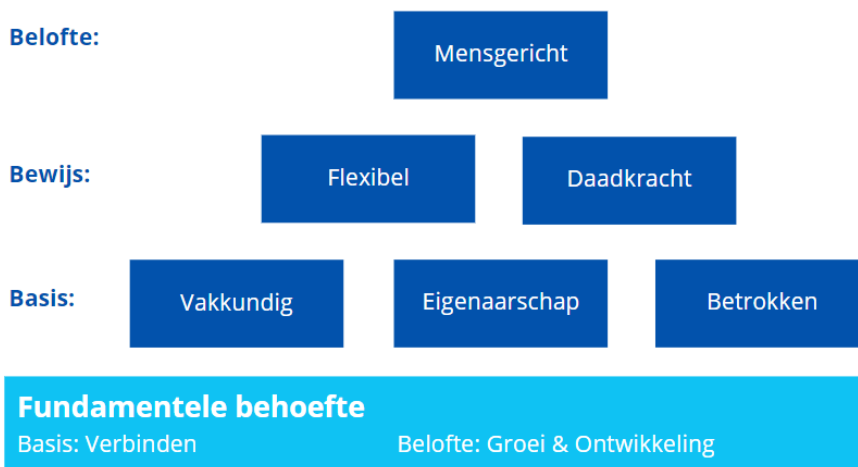 Belofte:
Mensgericht
Bewijs:
Flexibel
Daadkracht
Basis:
Vakkundig
Eigenaarschap
Betrokken
Fundamentele behoefte
Basis: Verbinden
Belofte: Groei & Ontwikkeling